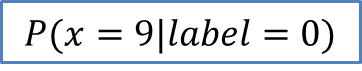 P(x = 9|label = 0)